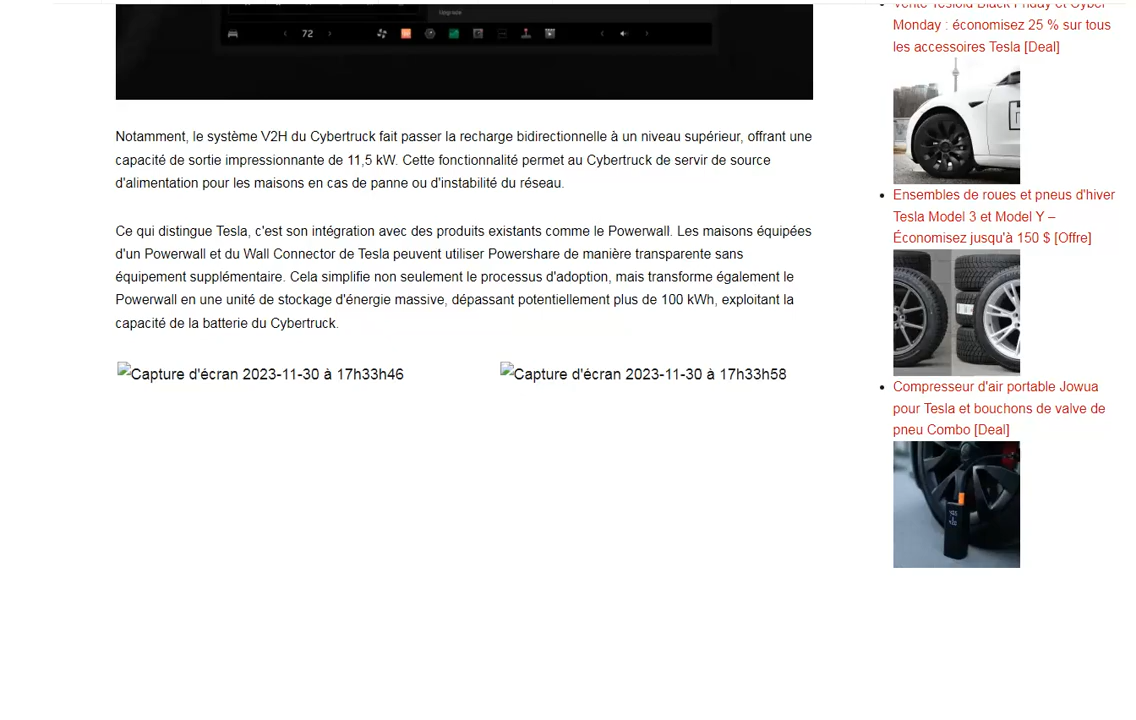 Upgrade
72
Notamment, le système V2H du Cybertruck fait passer la recharge bidirectionnelle à un niveau supérieur, offrant une
capacité de sortie impressionnante de 11,5 kW. Cette fonctionnalité permet au Cybertruck de servir de source
d'alimentation pour les maisons en cas de panne ou d'instabilité du réseau.
Ce qui distingue Tesla, c'est son intégration avec des produits existants comme le Powerwall. Les maisons équipées
d'un Powerwall et du Wall Connector de Tesla peuvent utiliser Powershare de manière transparente sans
équipement supplémentaire. Cela simplifie non seulement le processus d'adoption, mais transforme également le
Powerwall en une unité de stockage d'énergie massive, dépassant potentiellement plus de 100 kWh, exploitant la
capacité de la batterie du Cybertruck.
Capture d'écran 2023-11-30 à 17h33h46
Capture d'écran 2023-11-30 à 17h33h58
Vente Tesloid Black Friday et Cyber
Monday : économisez 25 % sur tous
les accessoires Tesla [Deal]
Ensembles de roues et pneus d'hiver
Tesla Model 3 et Model Y –
Économisez jusqu'à 150 $ [Offre]
Compresseur d'air portable Jowua
pour Tesla et bouchons de valve de
pneu Combo [Deal]